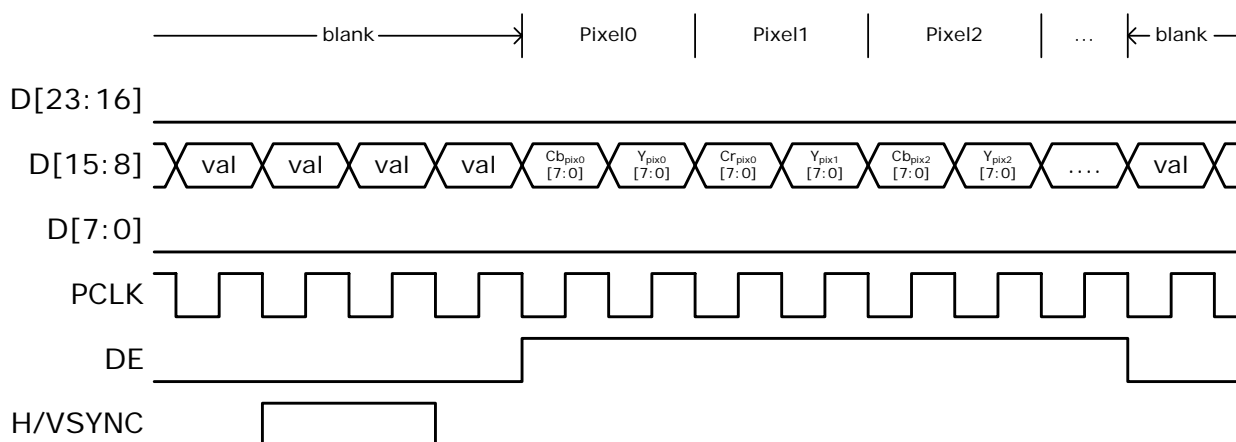 blank Pixel0 Pixel1 Pixel2 ... blank
D[23:16]
D[15:8] val val val val Cbpix0 [7:0] Ypix0 [7:0] Crpix0 [7:0] Ypix1 [7:0] Cbpix2 [7:0] Ypix2 [7:0] .... val
D[7:0]
PCLK
DE
H/VSYNC